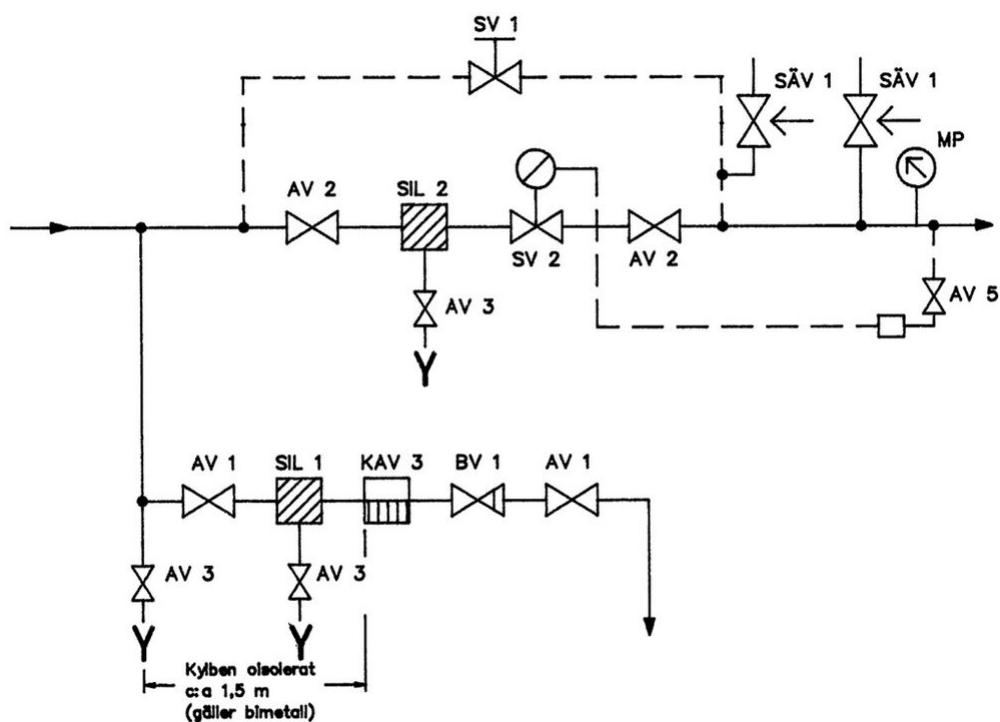 SV 1
SÄV 1
SÄV 1
MP
AV 2
SIL 2
SV 2
AV 2
AV 3
AV 5
AV 1
SIL 1
KAV 3
BV 1
AV 1
AV 3
AV 3
Kylben oisolerat
c:a 1,5 m
(gäller bimetall)